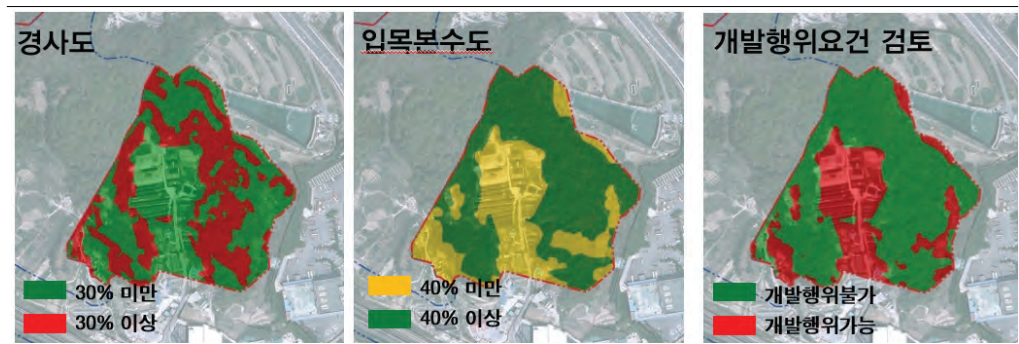 경사도
30% 미만
30% 이상
입목본수도
40% 미만
40% 이상
개발행위요건 검토
개발행위불가
개발행위가능